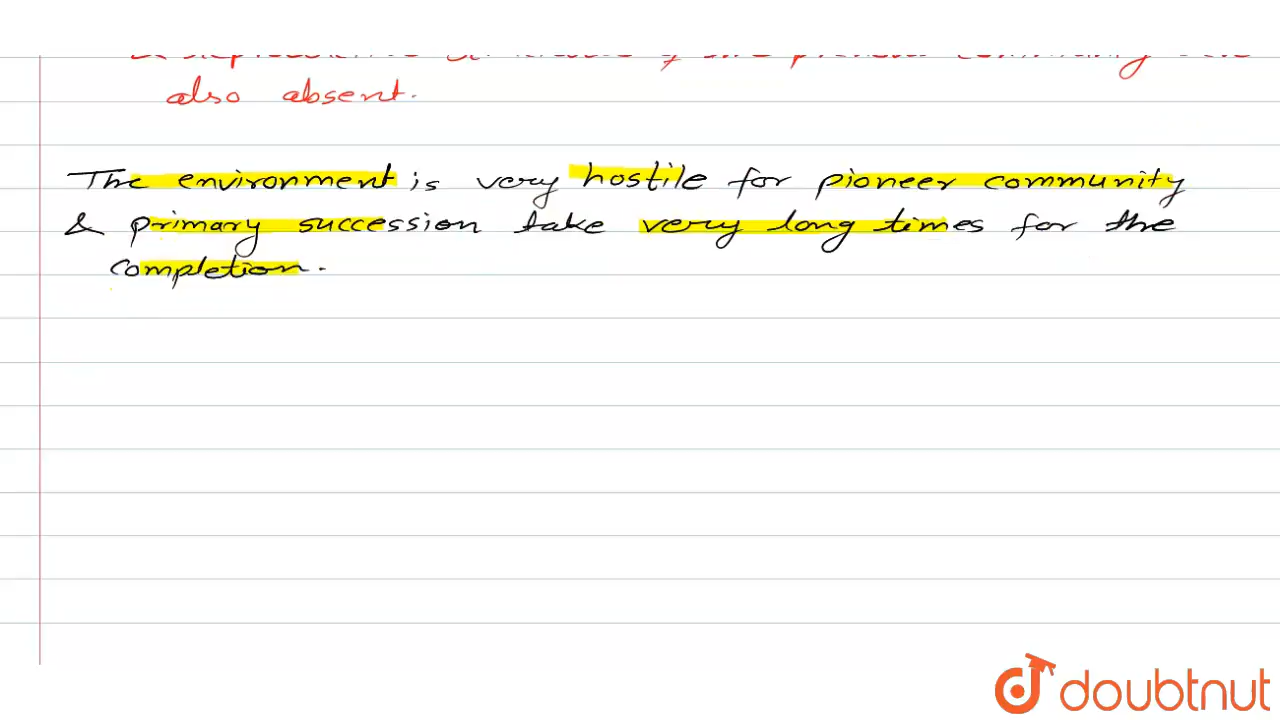 community
also absent.
The environment is very hostile for pioneer community
& primary succession take very long times for the
completion.
doubtnut